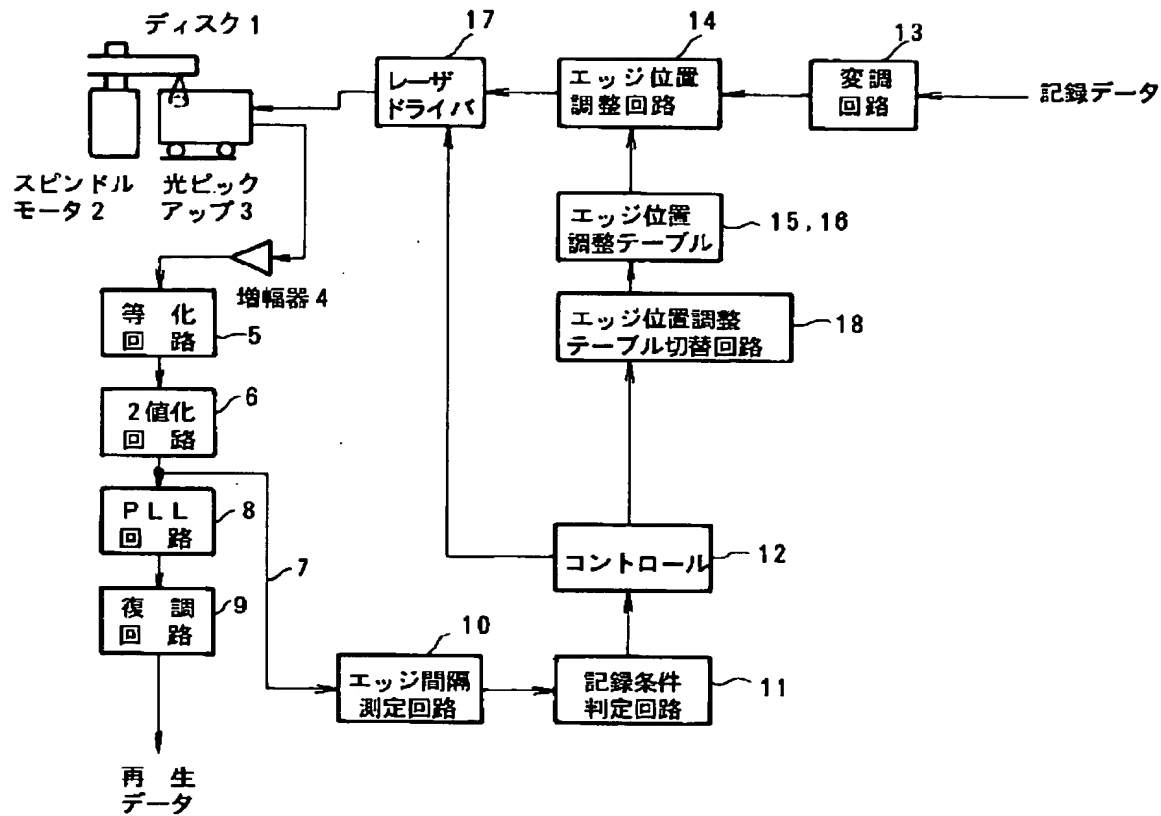 ディスク1
17
14
13
レーザ
ドライバ
エッジ位置
調整回路
変調
回路
記録データ
スピンドル
モータ2
光ピック
アップ3
エッジ位置
調整テーブル
15,16
増幅器4
等化
回路
5
エッジ位置調整
テーブル切替回路
18
2値化
回路
6
PLL
回路
8
7
コントロール
12
復調
回路
9
10
エッジ間隔
測定回路
記録条件
判定回路
11
再生
データ